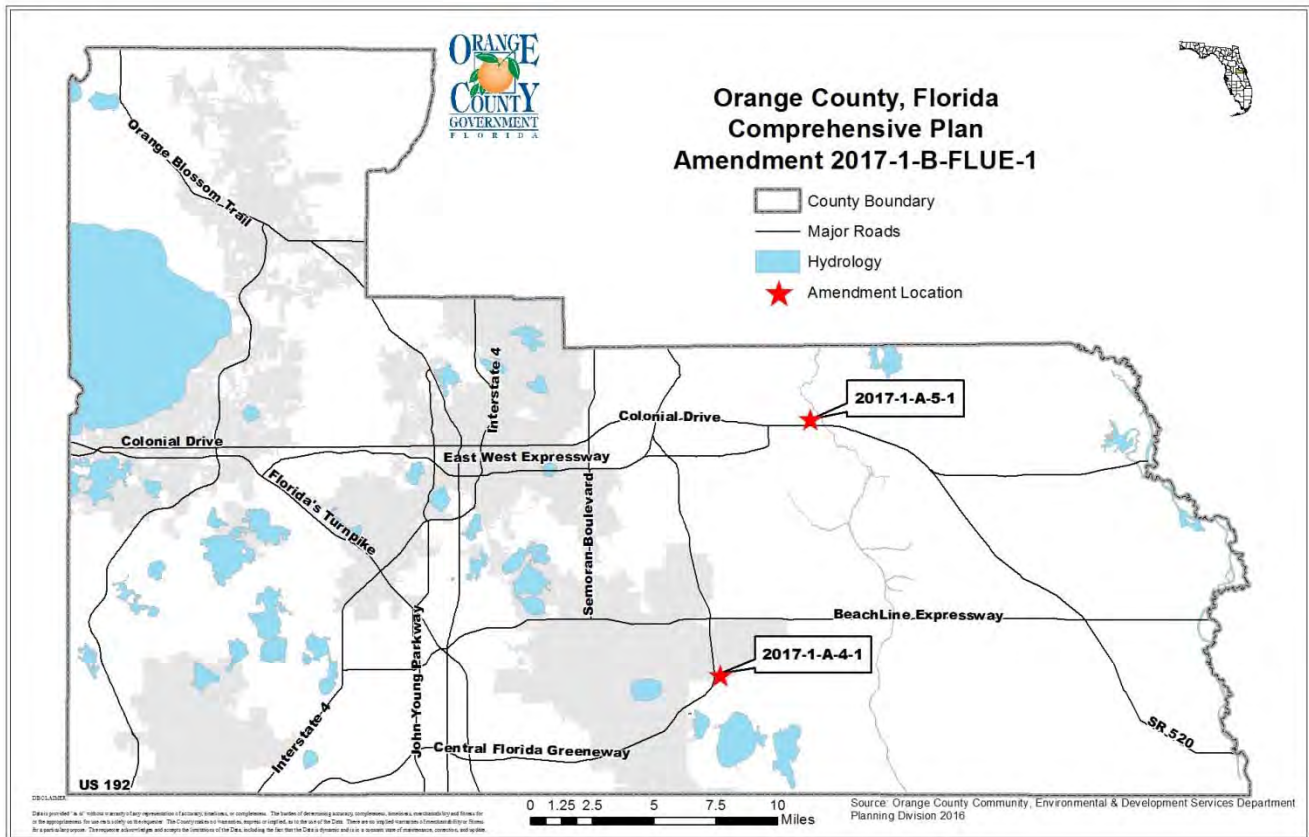 ORANGE
COUNTY
GOVERNMENT
FLORIDA
Orange County, Florida
Comprehensive Plan
Amendment 2017-1-B-FLUE-1
County Boundary
Major Roads
Hydrology
Amendment Location
Orange Blossom Trail
Interstate 4
2017-1-A-5-1
Colonial Drive
Colonial Drive
East West Expressway
Florida's Turnpike
Semoran Boulevard
BeachLine Expressway
John Young Parkway
2017-1-A-4-1
Interstate 4
Central Florida Greeneway
SR 520
US 192
DISCLAIMER
0 1.25 2.5 5 7.5 10
Miles
Source: Orange County Community, Environmental & Development Services Department
Planning Division 2016